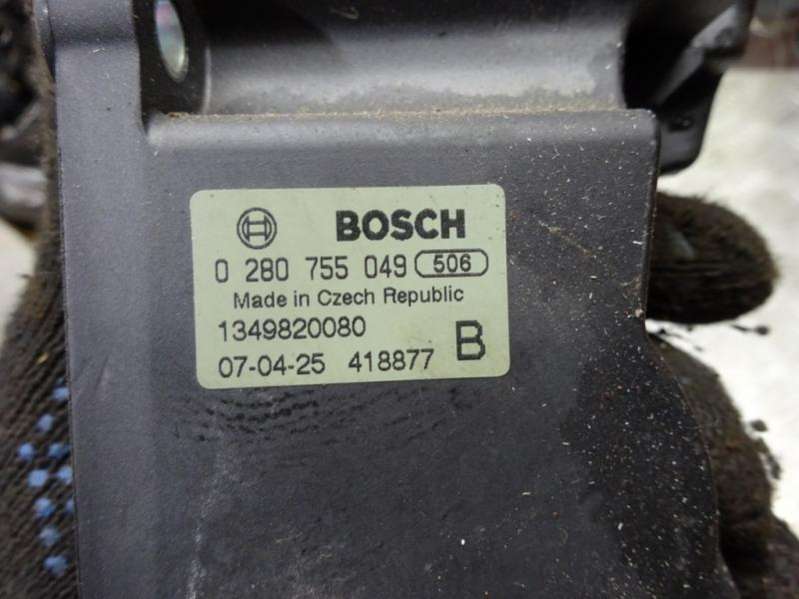 BOSCH
0 280 755 049 506
Made in Czech Republic
1349820080
07-04-25 418877 B